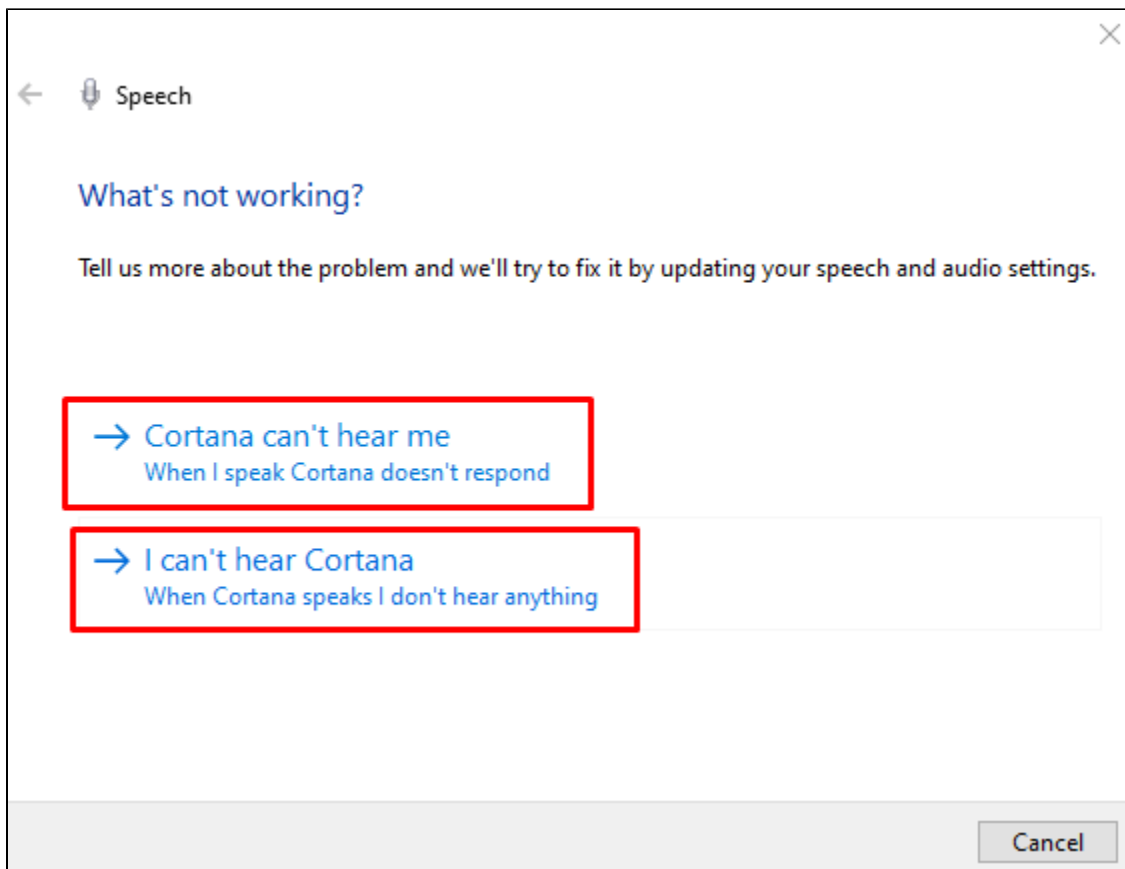 Speech
What's not working?
Tell us more about the problem and we'll try to fix it by updating your speech and audio settings.
Cortana can't hear me
When I speak Cortana doesn't respond
I can't hear Cortana
When Cortana speaks I don't hear anything
Cancel